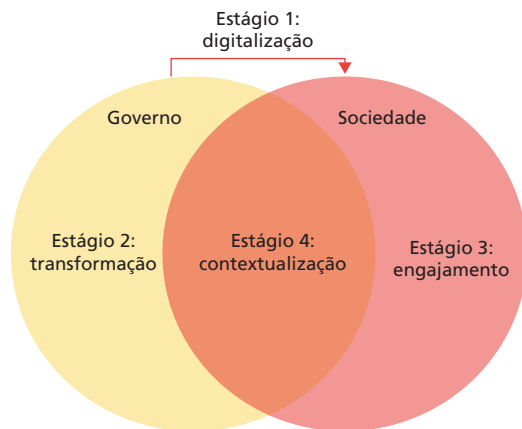 Estágio 1:
digitalização
Governo
Sociedade
Estágio 2:
transformação
Estágio 4:
contextualização
Estágio 3:
engajamento